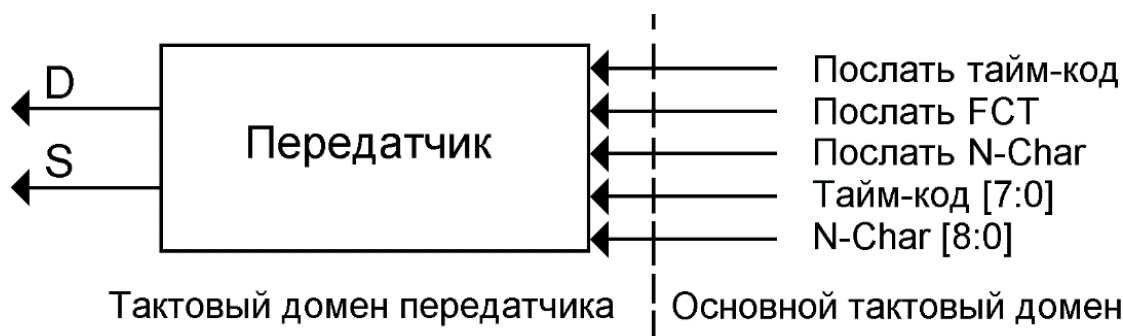 D
S
Передатчик
Послать тайм-код
Послать FCT
Послать N-Char
Тайм-код [7:0]
N-Char [8:0]
Тактовый домен передатчика
Основной тактовый домен